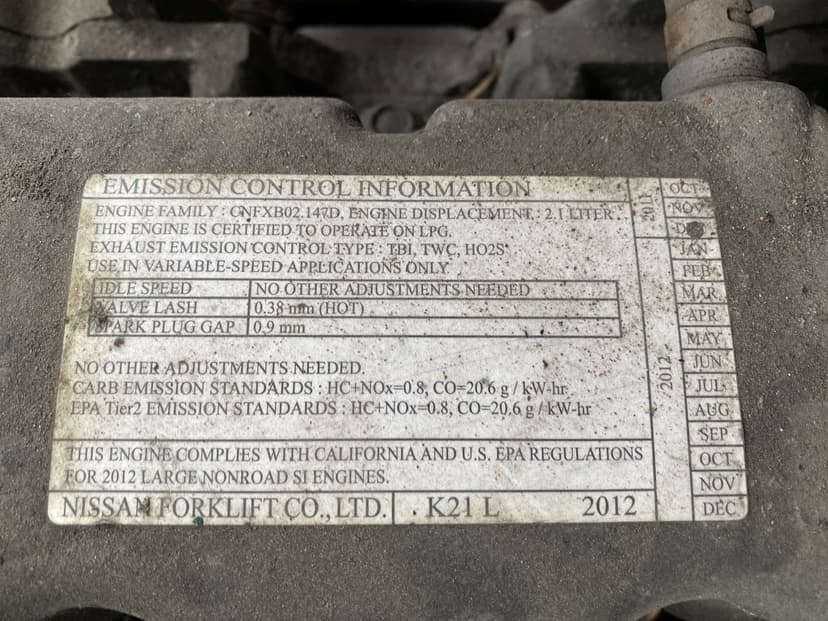 EMISSION CONTROL INFORMATION
ENGINE FAMILY : CNFXB02.147D, ENGINE DISPLACEMENT : 2.1 LITER.
THIS ENGINE IS CERTIFIED TO OPERATE ON LPG.
EXHAUST EMISSION CONTROL TYPE : TBI, TWC, HO2S
USE IN VARIABLE-SPEED APPLICATIONS ONLY
IDLE SPEED NO OTHER ADJUSTMENTS NEEDED
VALVE LASH 0.38 mm (HOT)
SPARK PLUG GAP 0,9 mm
NO OTHER ADJUSTMENTS NEEDED.
CARB EMISSION STANDARDS : HC+NOx=0.8, CO=20.6 g / kW-hr
EPA Tier2 EMISSION STANDARDS : HC+NOx=0.8, CO=20.6 g / kW-hr
THIS ENGINE COMPLIES WITH CALIFORNIA AND U.S. EPA REGULATIONS
FOR 2012 LARGE NONROAD SI ENGINES.
NISSAN FORKLIFT CO., LTD. K21 L 2012
2011
OCT
NOV
DEC
2012
JAN
FEB
MAR
APR
MAY
JUN
JUL
AUG
SEP
OCT
NOV
DEC